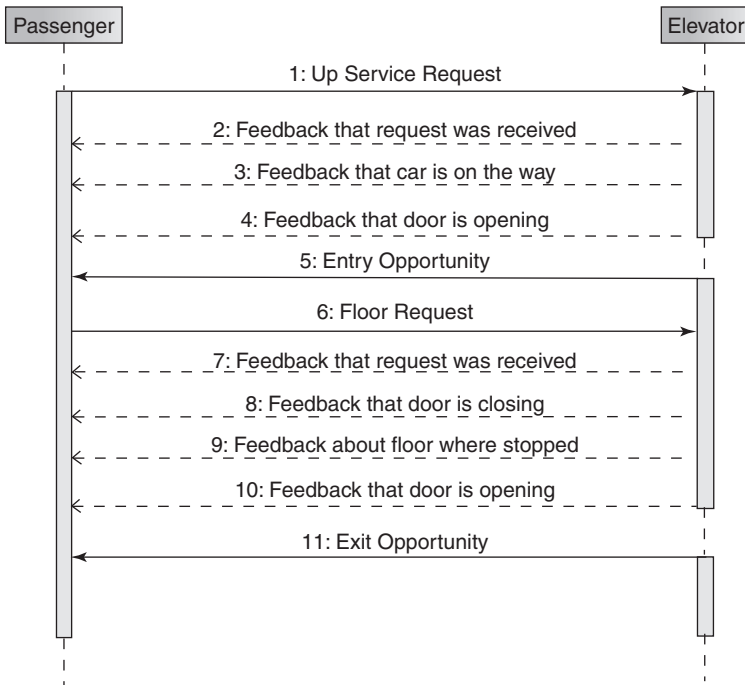 Passenger
Elevator
1: Up Service Request
2: Feedback that request was received
3: Feedback that car is on the way
4: Feedback that door is opening
5: Entry Opportunity
6: Floor Request
7: Feedback that request was received
8: Feedback that door is closing
9: Feedback about floor where stopped
10: Feedback that door is opening
11: Exit Opportunity